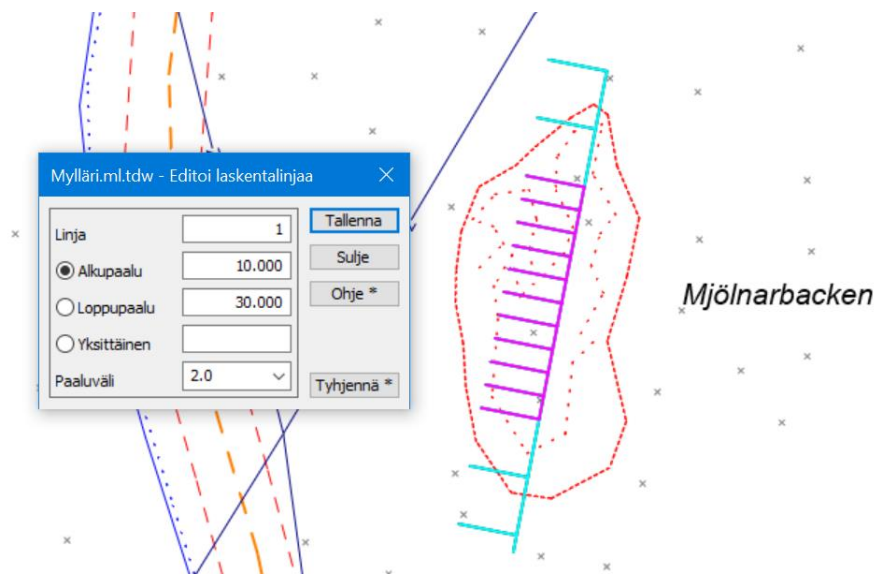 Mylläri.ml.tdw - Editoi laskentalinjaa
Linja 1 Tallenna
Alkupaalu 10.000 Sulje
Loppupaalu 30.000 Ohje *
Yksittäinen
Paaluväli 2.0 Tyhjennä *
Mjölnarbacken